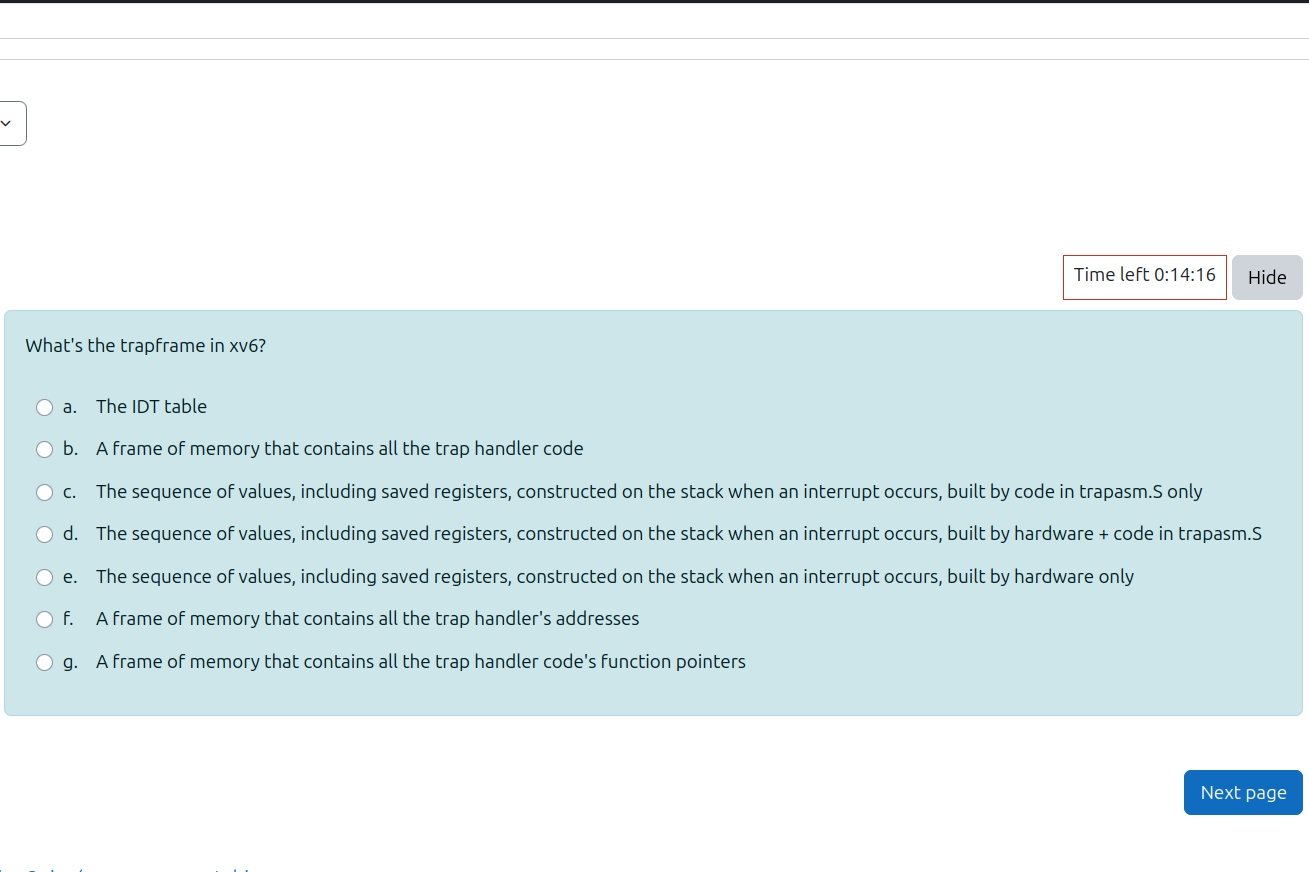 Time left 0:14:16
Hide
What's the trapframe in xv6?
a. The IDT table
b. A frame of memory that contains all the trap handler code
c. The sequence of values, including saved registers, constructed on the stack when an interrupt occurs, built by code in trapasm.S only
d. The sequence of values, including saved registers, constructed on the stack when an interrupt occurs, built by hardware + code in trapasm.S
e. The sequence of values, including saved registers, constructed on the stack when an interrupt occurs, built by hardware only
f. A frame of memory that contains all the trap handler's addresses
g. A frame of memory that contains all the trap handler code's function pointers
Next page